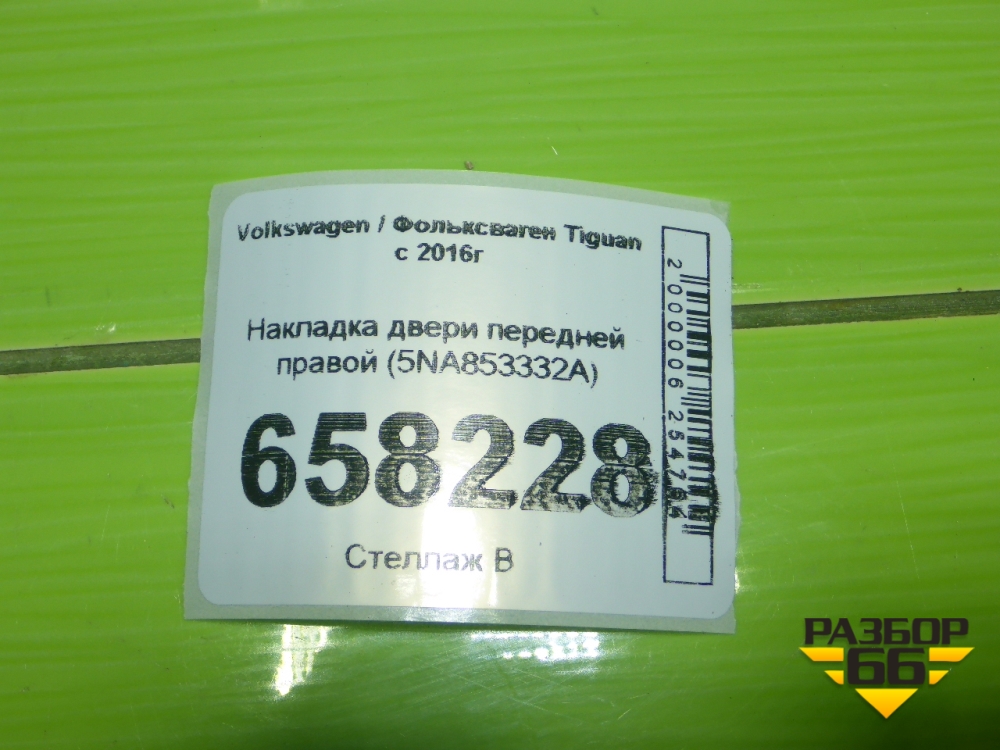 Volkswagen / Фольксваген Tiguan
с 2016г
Накладка двери передней
правой (5NA853332A)
658228
Стеллаж В
РАЗБОР
66